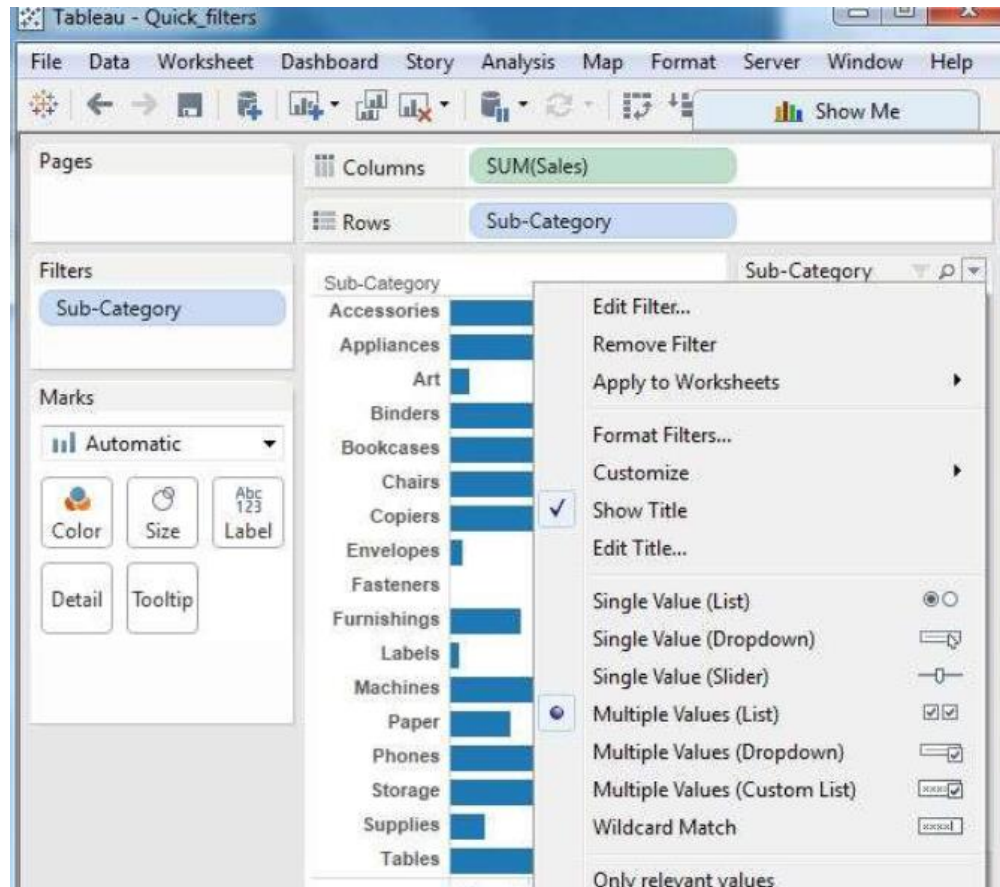 Tableau - Quick_filters
File Data Worksheet Dashboard Story Analysis Map Format Server Window Help
Show Me
Pages
Columns SUM(Sales)
Rows Sub-Category
Filters
Sub-Category
Marks
Automatic
Color Size Abc 123 Label
Detail Tooltip
Sub-Category
Accessories
Appliances
Art
Binders
Bookcases
Chairs
Copiers
Envelopes
Fasteners
Furnishings
Labels
Machines
Paper
Phones
Storage
Supplies
Tables
Sub-Category
Edit Filter...
Remove Filter
Apply to Worksheets
Format Filters...
Customize
Show Title
Edit Title...
Single Value (List)
Single Value (Dropdown)
Single Value (Slider)
Multiple Values (List)
Multiple Values (Dropdown)
Multiple Values (Custom List)
Wildcard Match
Only relevant values